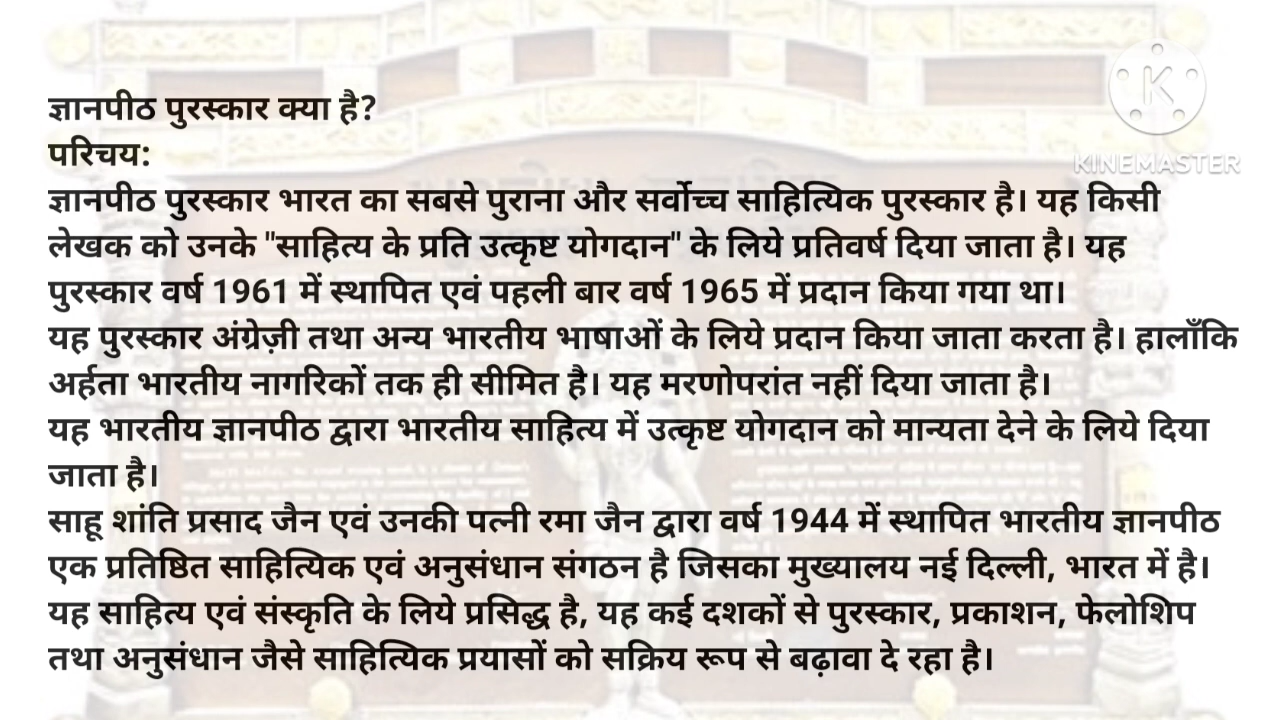 ज्ञानपीठ पुरस्कार क्या है?
परिचय:
ज्ञानपीठ पुरस्कार भारत का सबसे पुराना और सर्वोच्च साहित्यिक पुरस्कार है। यह किसी
लेखक को उनके "साहित्य के प्रति उत्कृष्ट योगदान" के लिये प्रतिवर्ष दिया जाता है। यह
पुरस्कार वर्ष 1961 में स्थापित एवं पहली बार वर्ष 1965 में प्रदान किया गया था।
यह पुरस्कार अंग्रेज़ी तथा अन्य भारतीय भाषाओं के लिये प्रदान किया जाता करता है। हालाँकि
अर्हता भारतीय नागरिकों तक ही सीमित है। यह मरणोपरांत नहीं दिया जाता है।
यह भारतीय ज्ञानपीठ द्वारा भारतीय साहित्य में उत्कृष्ट योगदान को मान्यता देने के लिये दिया
जाता है।
साहू शांति प्रसाद जैन एवं उनकी पत्नी रमा जैन द्वारा वर्ष 1944 में स्थापित भारतीय ज्ञानपीठ
एक प्रतिष्ठित साहित्यिक एवं अनुसंधान संगठन है जिसका मुख्यालय नई दिल्ली, भारत में है।
यह साहित्य एवं संस्कृति के लिये प्रसिद्ध है, यह कई दशकों से पुरस्कार, प्रकाशन, फेलोशिप
तथा अनुसंधान जैसे साहित्यिक प्रयासों को सक्रिय रूप से बढ़ावा दे रहा है।
K
KINEMASTER